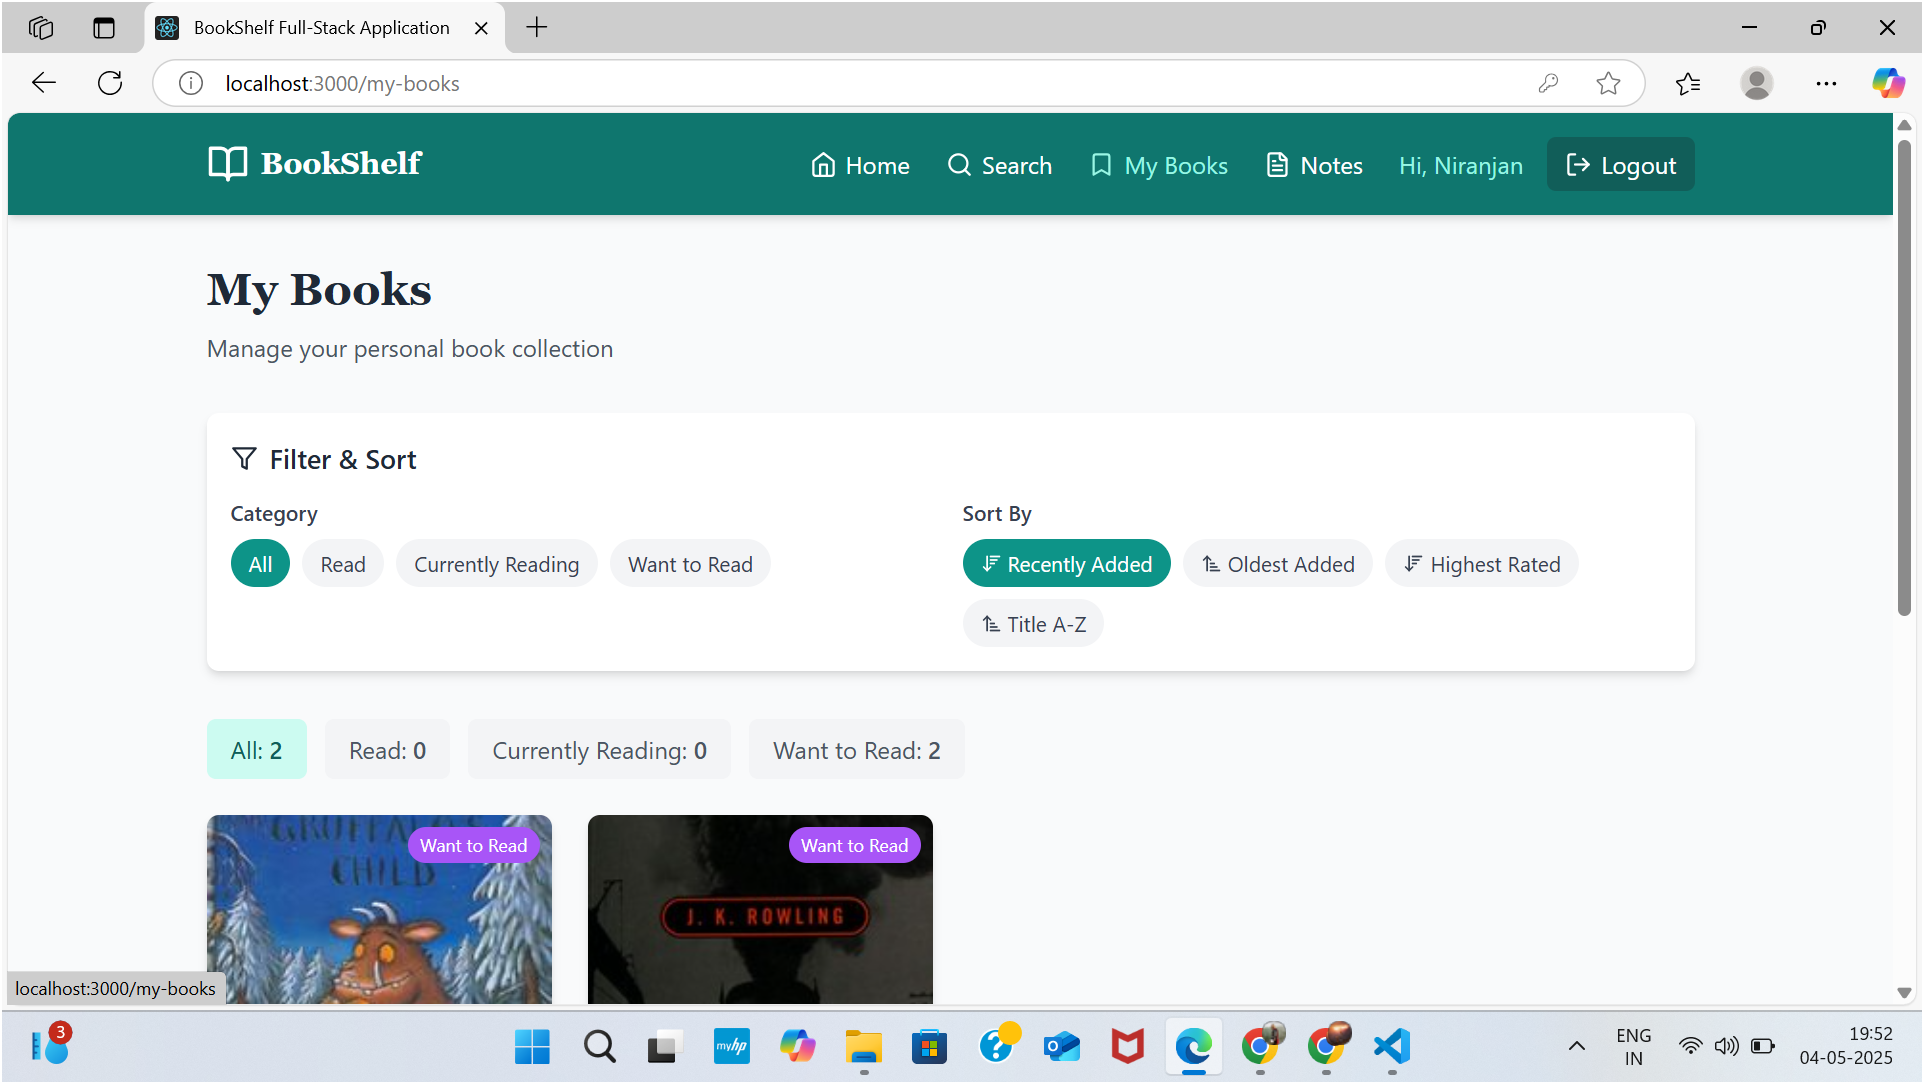 BookShelf Full-Stack Application
localhost:3000/my-books
BookShelf
Home
Search
My Books
Notes
Hi, Niranjan
Logout
My Books
Manage your personal book collection
Filter & Sort
Category
All
Read
Currently Reading
Want to Read
Sort By
Recently Added
Oldest Added
Highest Rated
Title A-Z
All: 2
Read: 0
Currently Reading: 0
Want to Read: 2
GRUFFALO'S
CHILD
Want to Read
Want to Read
J. K. ROWLING
localhost:3000/my-books
3
myhp
ENG
IN
19:52
04-05-2025